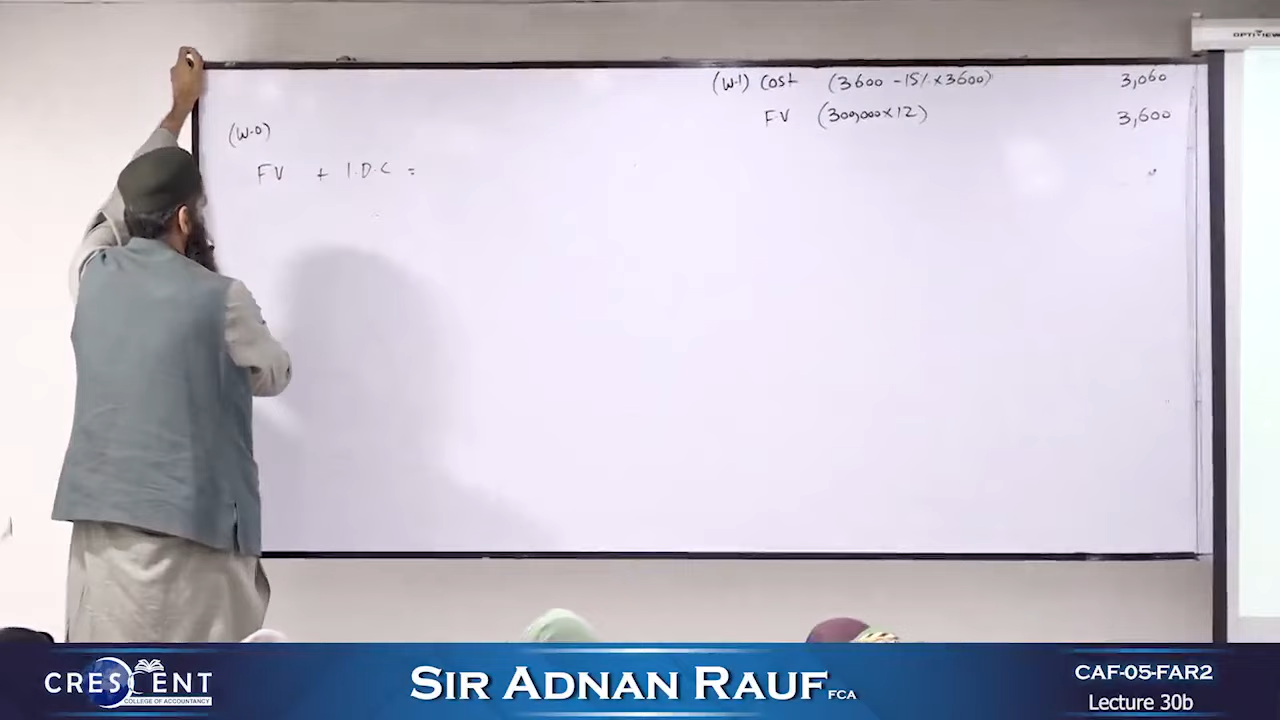 (W-1) Cost (3600 - 15% x 3600) 3,060
F.V (300,000 x 12) 3,600
(W-0)
FV + I.D.C =
OPTIVIEW
CRESCENT
COLLEGE OF ACCOUNTANCY
SIR ADNAN RAUF FCA
CAF-05-FAR2
Lecture 30b